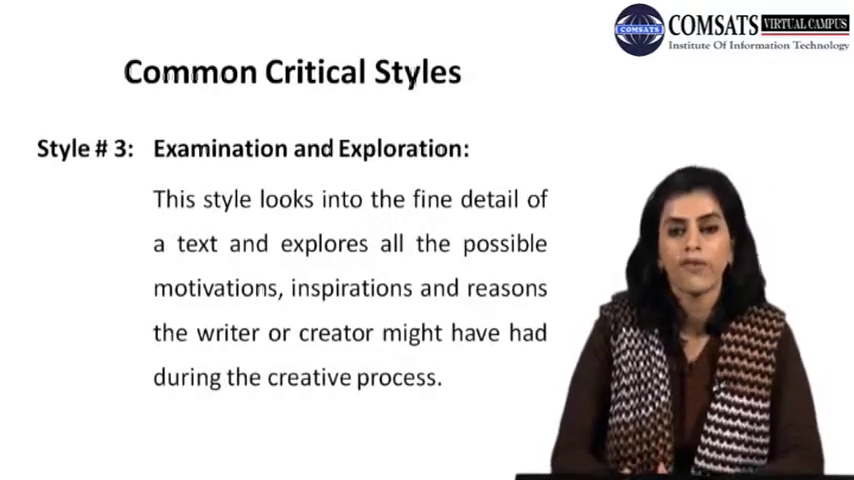 COMSATS VIRTUAL CAMPUS
COMSATS
Institute Of Information Technology
Common Critical Styles
Style # 3: Examination and Exploration:
This style looks into the fine detail of
a text and explores all the possible
motivations, inspirations and reasons
the writer or creator might have had
during the creative process.